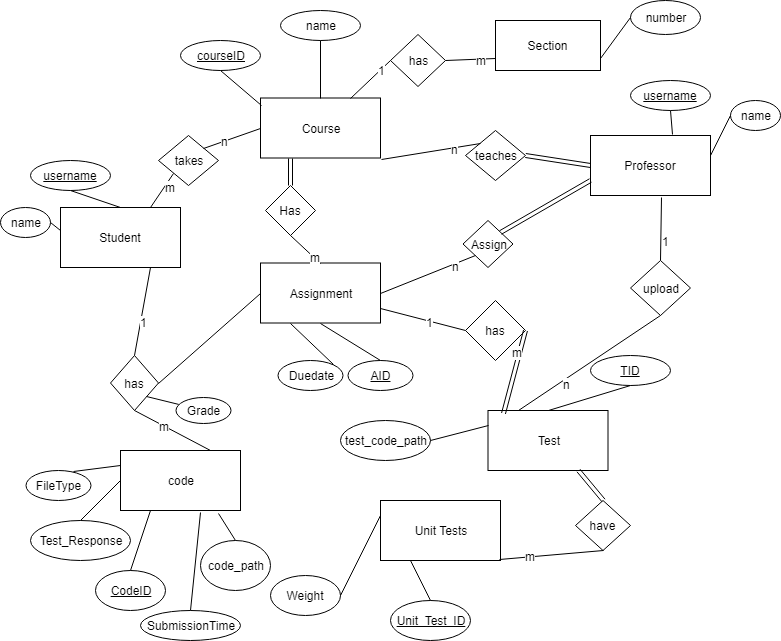 name
number
courseID
Section
has
1
m
Course
username
name
n
takes
m
n
teaches
Professor
username
name
Student
Has
m
Assign
n
1
Assignment
upload
1
has
m
1
Duedate
AID
TID
n
has
Grade
m
test_code_path
Test
FileType
code
Test_Response
code_path
CodeID
SubmissionTime
Unit Tests
have
m
Weight
Unit_Test_ID